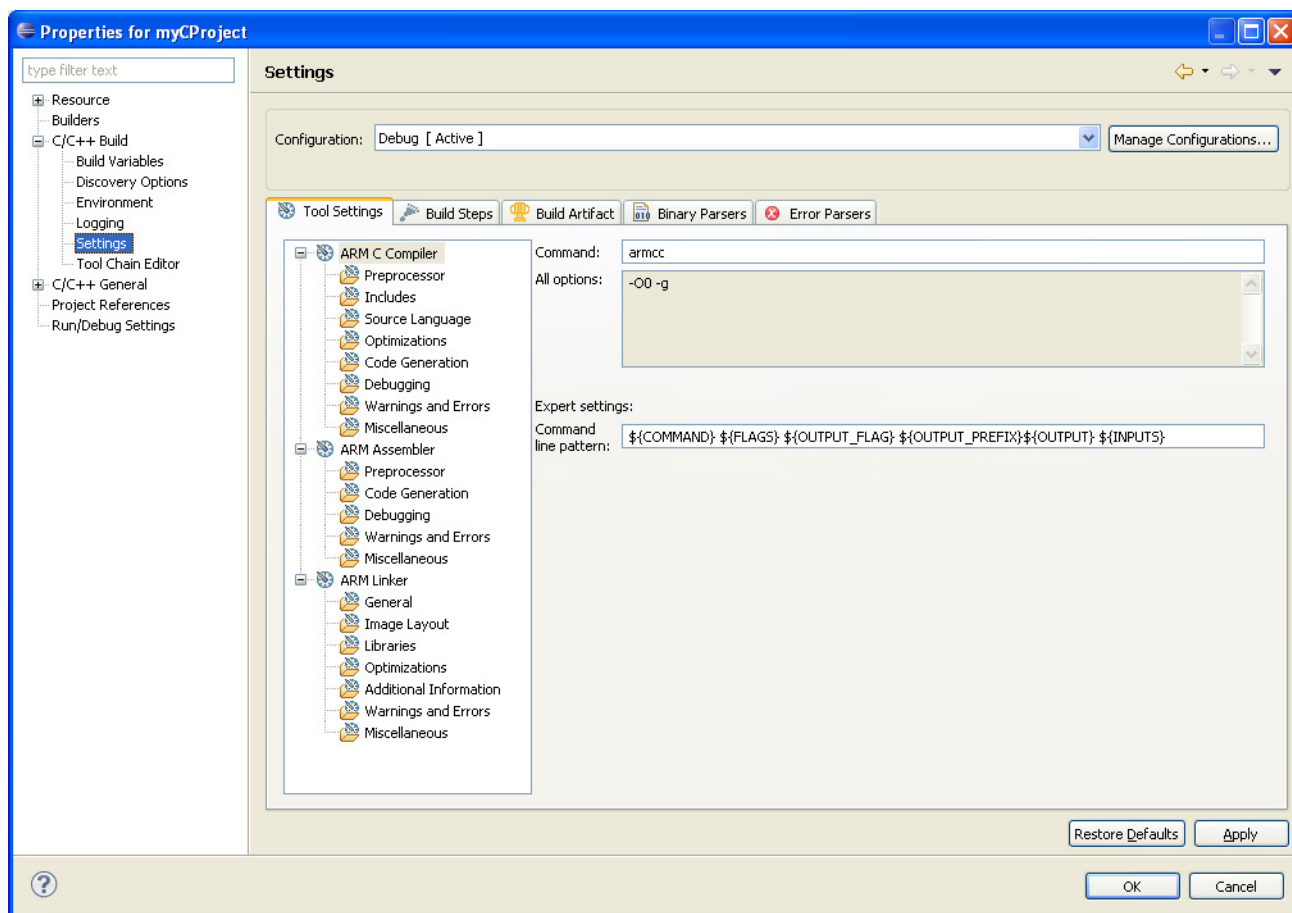 Properties for myCProject
type filter text
Resource
Builders
C/C++ Build
Build Variables
Discovery Options
Environment
Logging
Settings
Tool Chain Editor
C/C++ General
Project References
Run/Debug Settings
Settings
Configuration: Debug [ Active ] Manage Configurations...
Tool Settings Build Steps Build Artifact Binary Parsers Error Parsers
ARM C Compiler
Preprocessor
Includes
Source Language
Optimizations
Code Generation
Debugging
Warnings and Errors
Miscellaneous
ARM Assembler
Preprocessor
Code Generation
Debugging
Warnings and Errors
Miscellaneous
ARM Linker
General
Image Layout
Libraries
Optimizations
Additional Information
Warnings and Errors
Miscellaneous
Command: armcc
All options: -O0 -g
Expert settings:
Command
line pattern: ${COMMAND} ${FLAGS} ${OUTPUT_FLAG} ${OUTPUT_PREFIX}${OUTPUT} ${INPUTS}
Restore Defaults Apply
OK Cancel